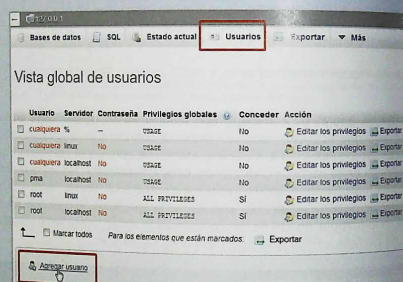 127.0.0.1
Bases de datos SQL Estado actual Usuarios Exportar Más
Vista global de usuarios
Usuario Servidor Contraseña Privilegios globales Conceder Acción
cualquiera % -- USAGE No Editar los privilegios Exportar
cualquiera linux No USAGE No Editar los privilegios Exportar
cualquiera localhost No USAGE No Editar los privilegios Exportar
pma localhost No USAGE No Editar los privilegios Exportar
root linux No ALL PRIVILEGES Sí Editar los privilegios Exportar
root localhost No ALL PRIVILEGES Sí Editar los privilegios Exportar
Marcar todos Para los elementos que están marcados: Exportar
Agregar usuario